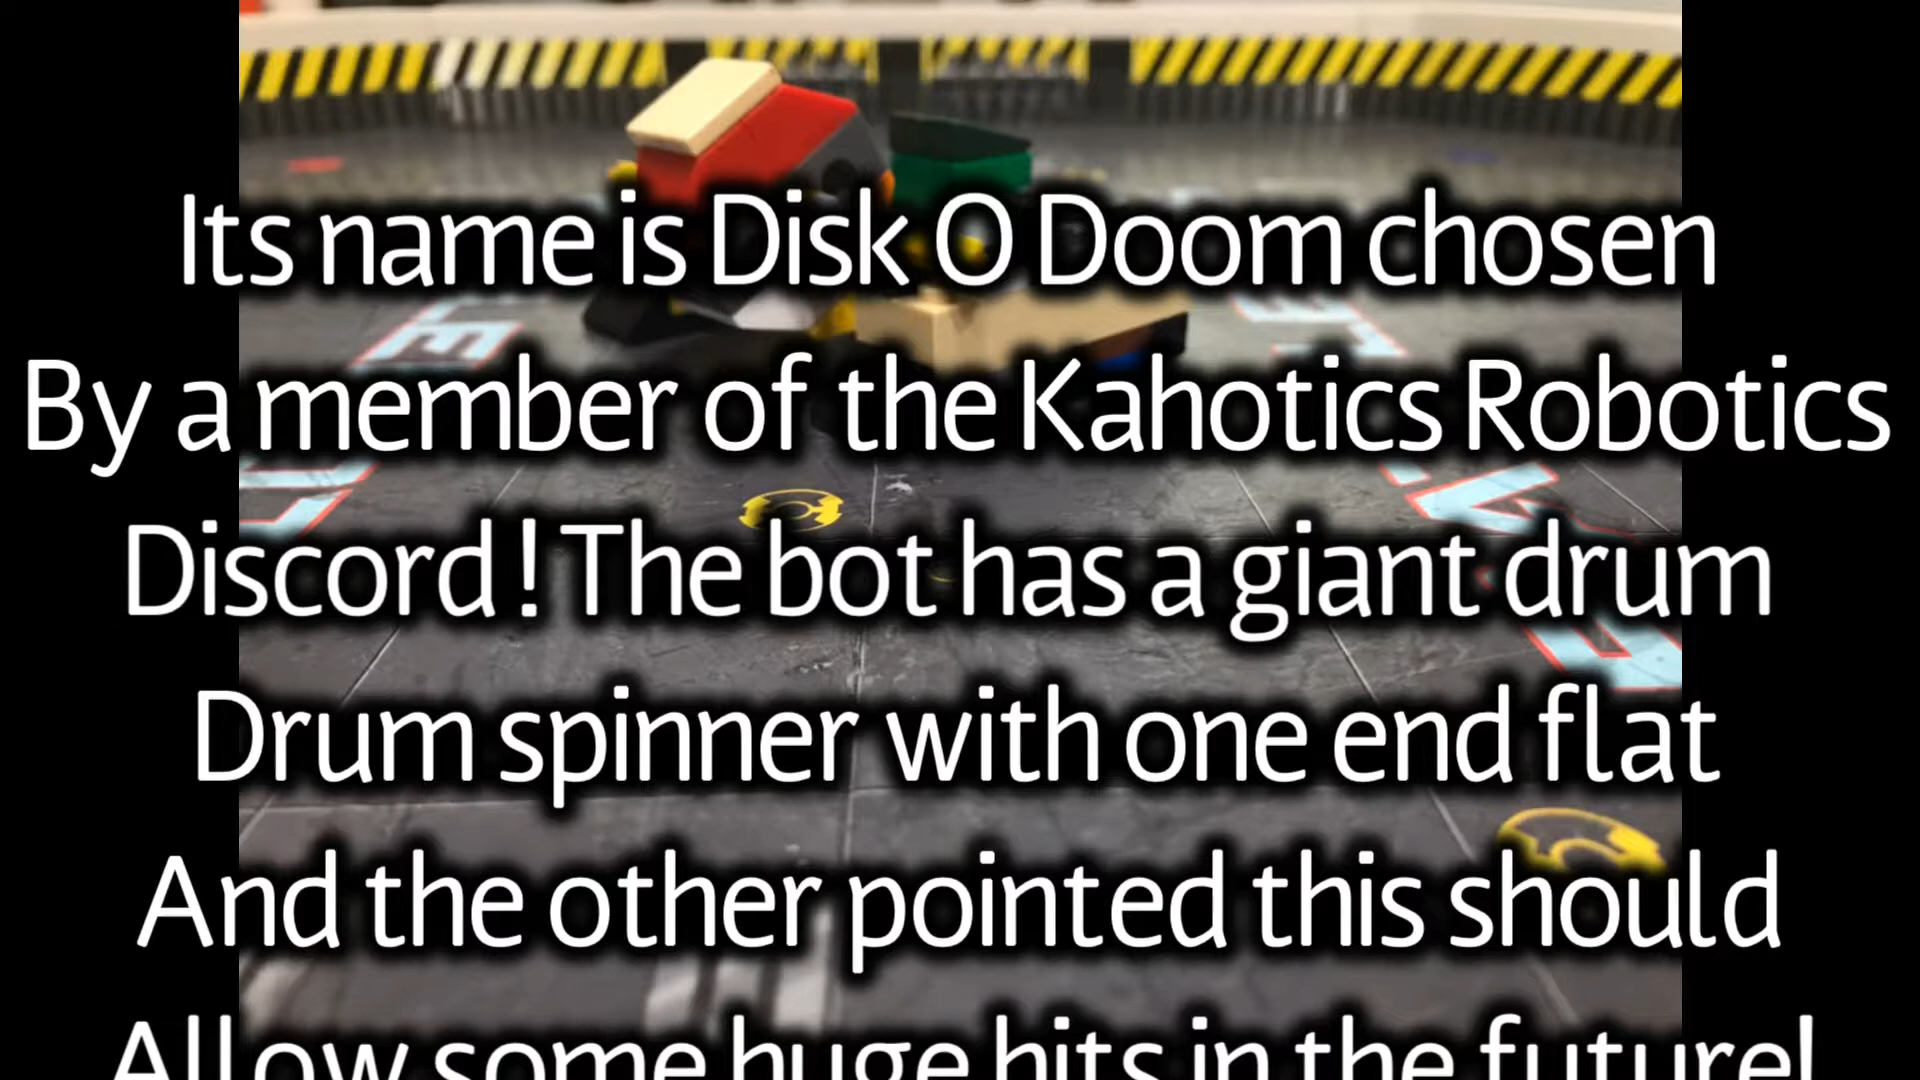 Its name is Disk O Doom chosen
By a member of the Kahotics Robotics
Discord! The bot has a giant drum
Drum spinner with one end flat
And the other pointed this should
Allow some huge hits in the future!